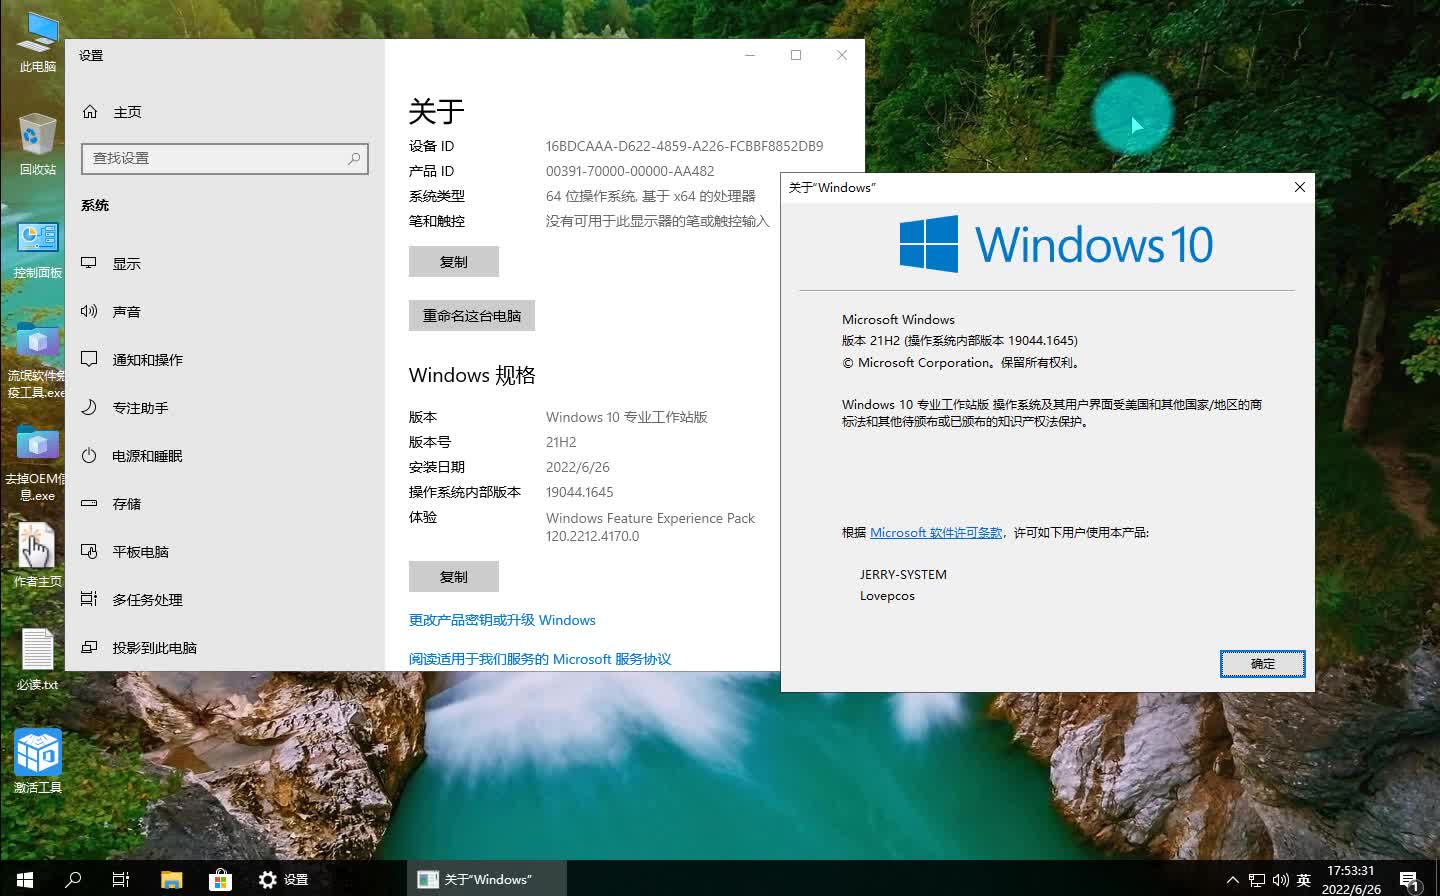 此电脑
回收站
控制面板
流氓软件免
疫工具.exe
去掉OEM信
息.exe
作者主页
必读.txt
激活工具
设置
主页
查找设置
系统
显示
声音
通知和操作
专注助手
电源和睡眠
存储
平板电脑
多任务处理
投影到此电脑
关于
设备 ID 16BDCAAA-D622-4859-A226-FCBBF8852DB9
产品 ID 00391-70000-00000-AA482
系统类型 64 位操作系统, 基于 x64 的处理器
笔和触控 没有可用于此显示器的笔或触控输入
复制
重命名这台电脑
Windows 规格
版本 Windows 10 专业工作站版
版本号 21H2
安装日期 2022/6/26
操作系统内部版本 19044.1645
体验 Windows Feature Experience Pack
120.2212.4170.0
复制
更改产品密钥或升级 Windows
阅读适用于我们服务的 Microsoft 服务协议
关于“Windows”
Windows 10
Microsoft Windows
版本 21H2 (操作系统内部版本 19044.1645)
© Microsoft Corporation。保留所有权利。
Windows 10 专业工作站版 操作系统及其用户界面受美国和其他国家/地区的商
标法和其他待颁布或已颁布的知识产权法保护。
根据 Microsoft 软件许可条款，许可如下用户使用本产品:
JERRY-SYSTEM
Lovepcos
确定
设置
关于“Windows”
英
17:53:31
2022/6/26
1